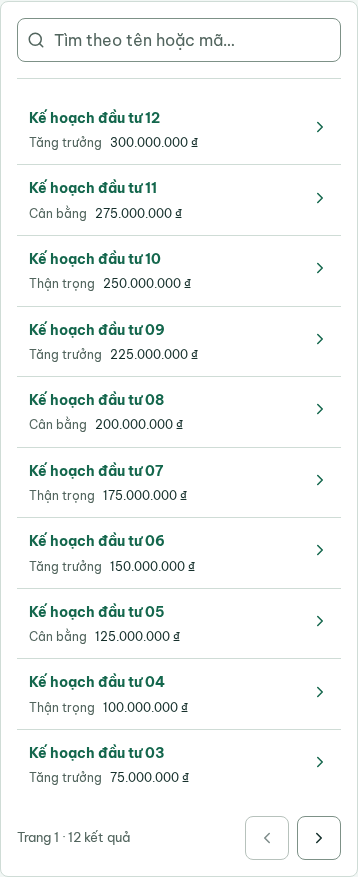 Tìm theo tên hoặc mã...
Kế hoạch đầu tư 12
Tăng trưởng 300.000.000 ₫
Kế hoạch đầu tư 11
Cân bằng 275.000.000 ₫
Kế hoạch đầu tư 10
Thận trọng 250.000.000 ₫
Kế hoạch đầu tư 09
Tăng trưởng 225.000.000 ₫
Kế hoạch đầu tư 08
Cân bằng 200.000.000 ₫
Kế hoạch đầu tư 07
Thận trọng 175.000.000 ₫
Kế hoạch đầu tư 06
Tăng trưởng 150.000.000 ₫
Kế hoạch đầu tư 05
Cân bằng 125.000.000 ₫
Kế hoạch đầu tư 04
Thận trọng 100.000.000 ₫
Kế hoạch đầu tư 03
Tăng trưởng 75.000.000 ₫
Trang 1 · 12 kết quả